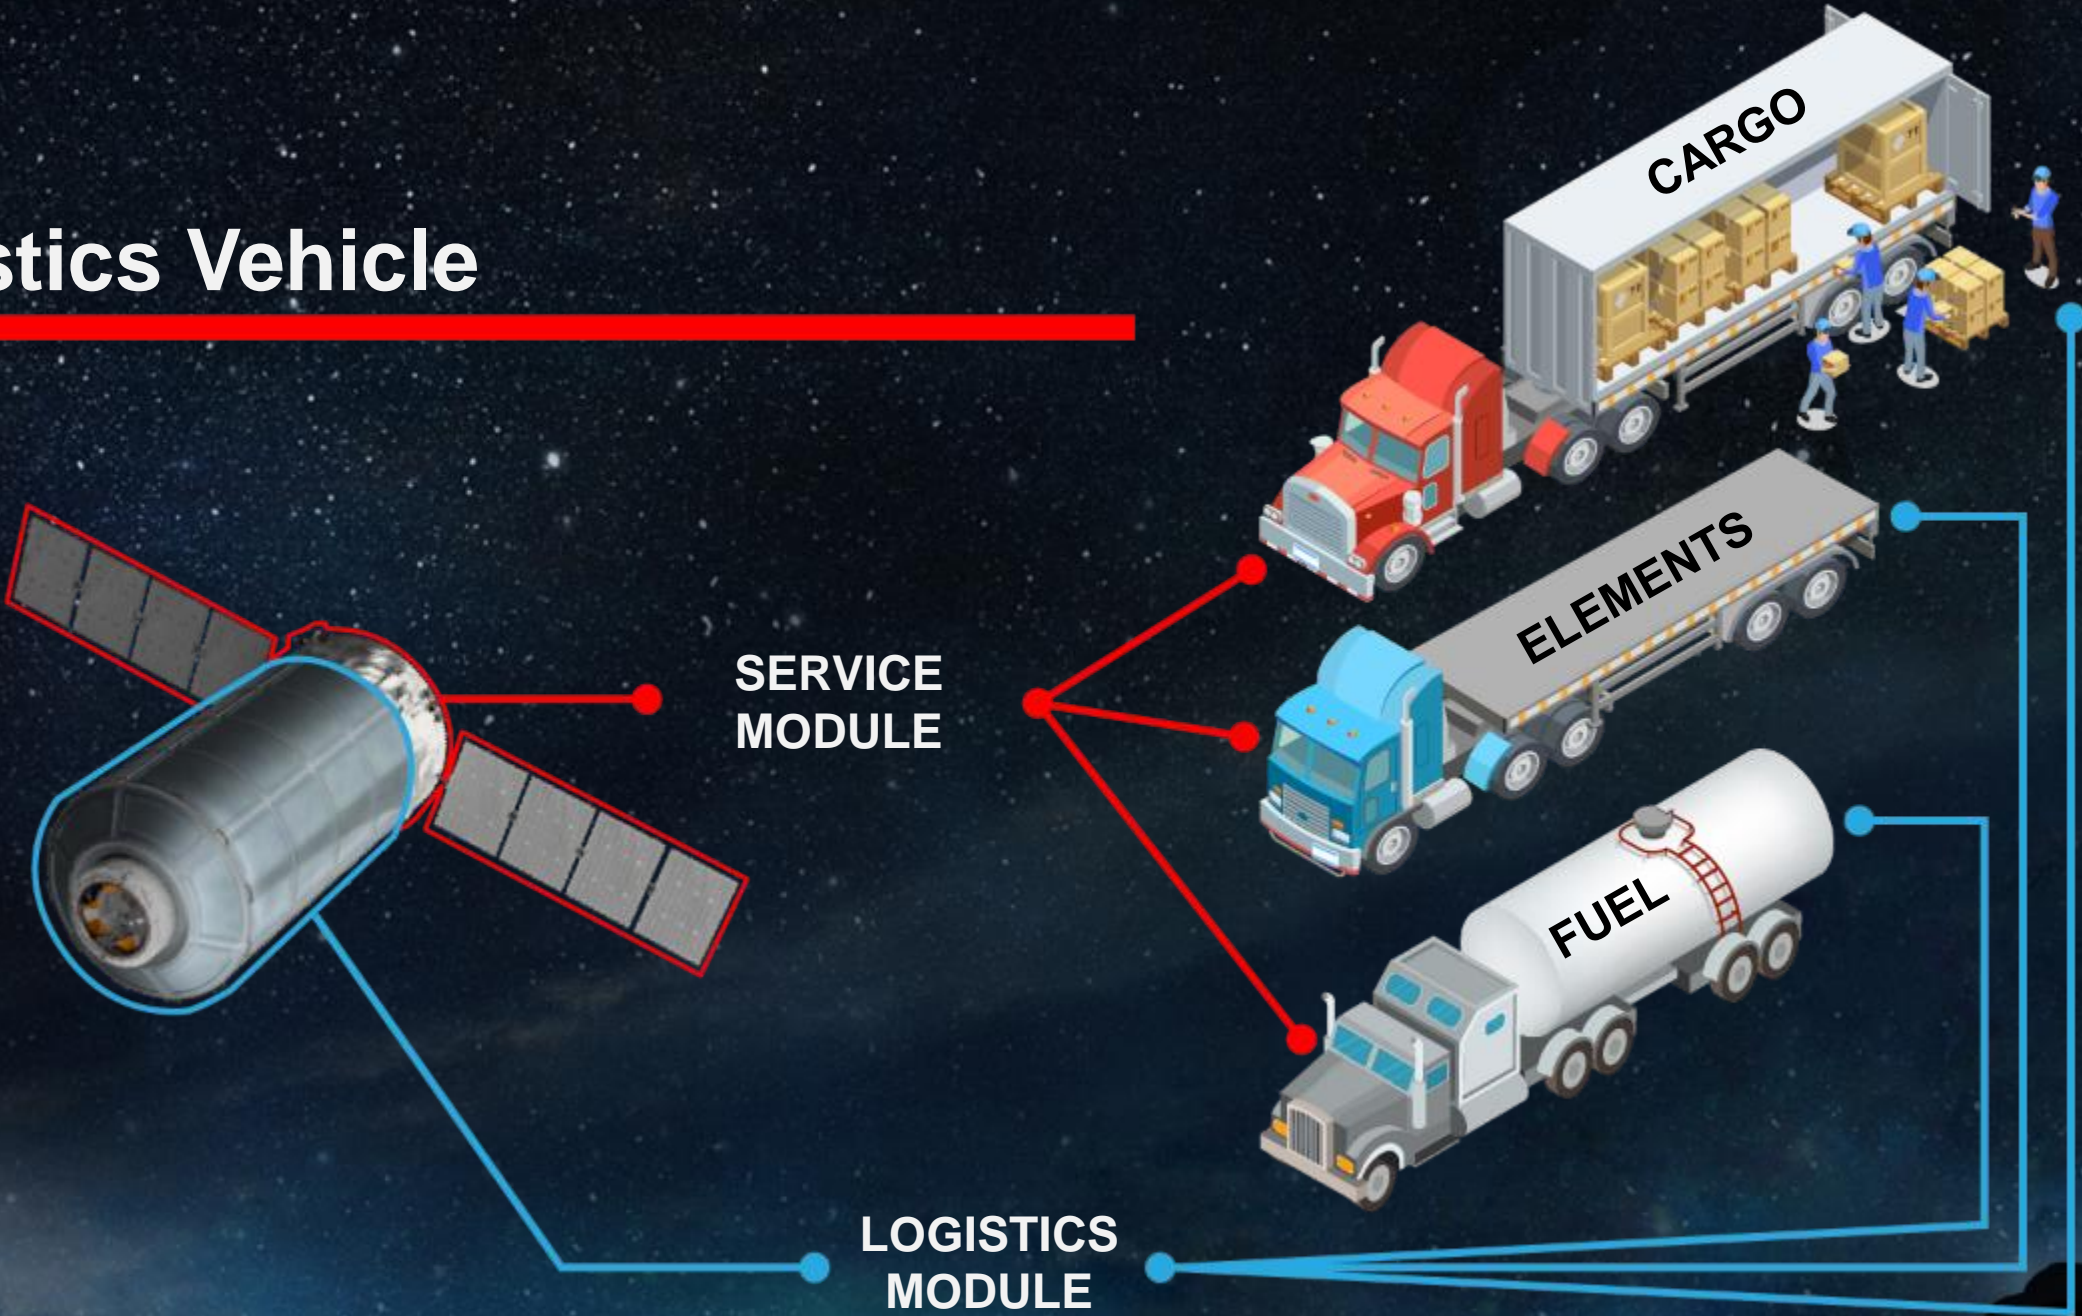 stics Vehicle
CARGO
ELEMENTS
SERVICE
MODULE
FUEL
LOGISTICS
MODULE